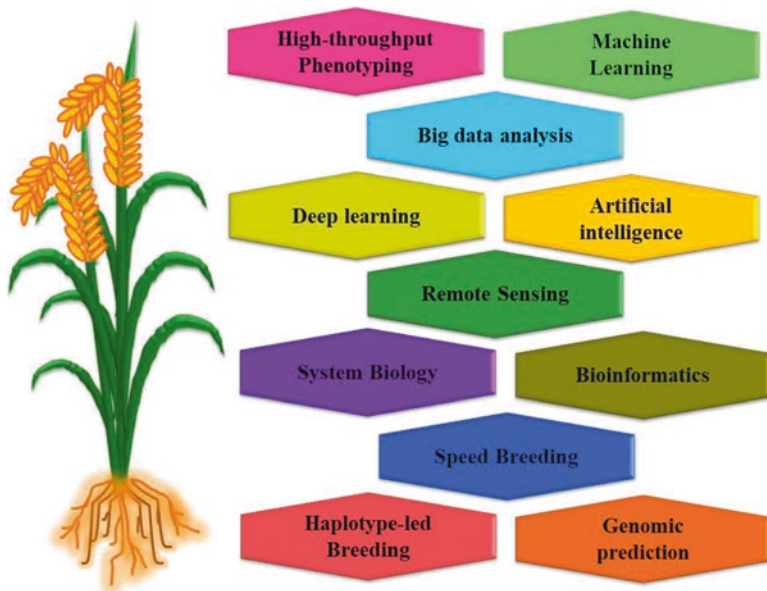 High-throughput
Phenotyping
Machine
Learning
Big data analysis
Deep learning
Artificial
intelligence
Remote Sensing
System Biology
Bioinformatics
Speed Breeding
Haplotype-led
Breeding
Genomic
prediction